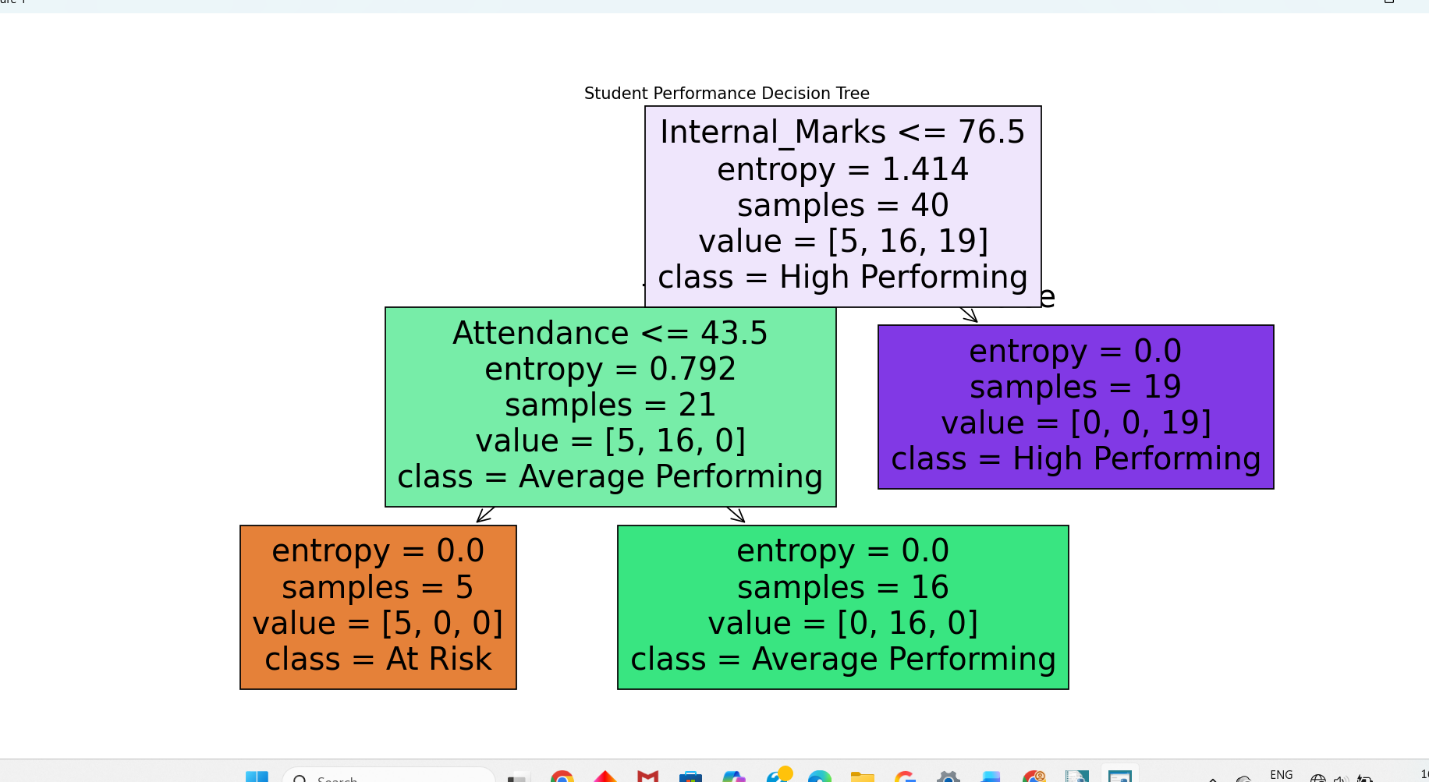 Student Performance Decision Tree
Internal_Marks <= 76.5
entropy = 1.414
samples = 40
value = [5, 16, 19]
class = High Performing
Attendance <= 43.5
entropy = 0.792
samples = 21
value = [5, 16, 0]
class = Average Performing
entropy = 0.0
samples = 19
value = [0, 0, 19]
class = High Performing
entropy = 0.0
samples = 5
value = [5, 0, 0]
class = At Risk
entropy = 0.0
samples = 16
value = [0, 16, 0]
class = Average Performing
Search
ENG